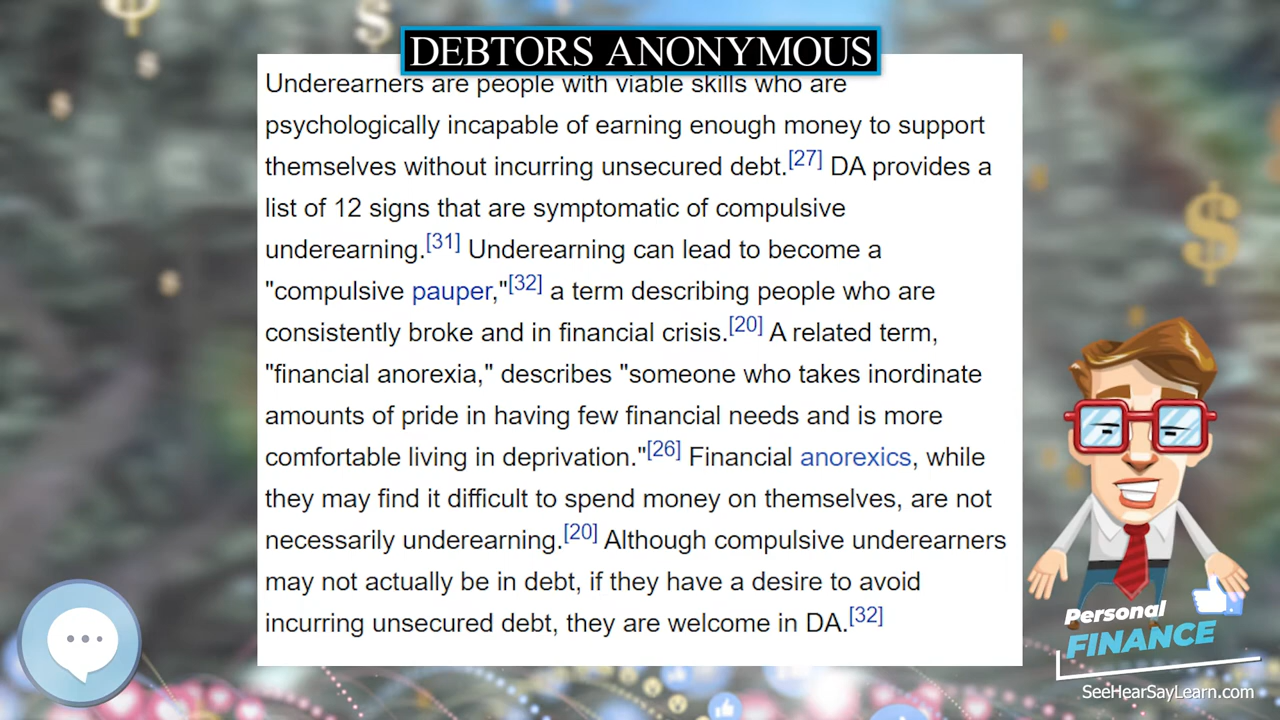 DEBTORS ANONYMOUS
Underearners are people with viable skills who are
psychologically incapable of earning enough money to support
themselves without incurring unsecured debt.[27] DA provides a
list of 12 signs that are symptomatic of compulsive
underearning.[31] Underearning can lead to become a
"compulsive pauper,"[32] a term describing people who are
consistently broke and in financial crisis.[20] A related term,
"financial anorexia," describes "someone who takes inordinate
amounts of pride in having few financial needs and is more
comfortable living in deprivation."[26] Financial anorexics, while
they may find it difficult to spend money on themselves, are not
necessarily underearning.[20] Although compulsive underearners
may not actually be in debt, if they have a desire to avoid
incurring unsecured debt, they are welcome in DA.[32]
Personal
FINANCE
SeeHearSayLearn.com